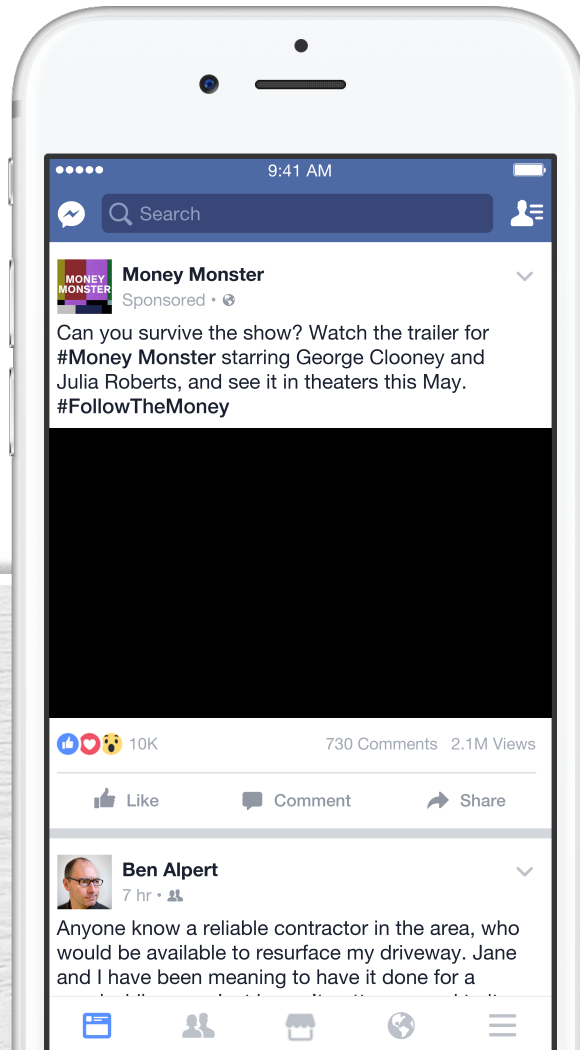 9:41 AM
Search
MONEY
MONSTER
Money Monster
Sponsored •
Can you survive the show? Watch the trailer for
#Money Monster starring George Clooney and
Julia Roberts, and see it in theaters this May.
#FollowTheMoney
10K
730 Comments 2.1M Views
Like Comment Share
Ben Alpert
7 hr •
Anyone know a reliable contractor in the area, who
would be available to resurface my driveway. Jane
and I have been meaning to have it done for a